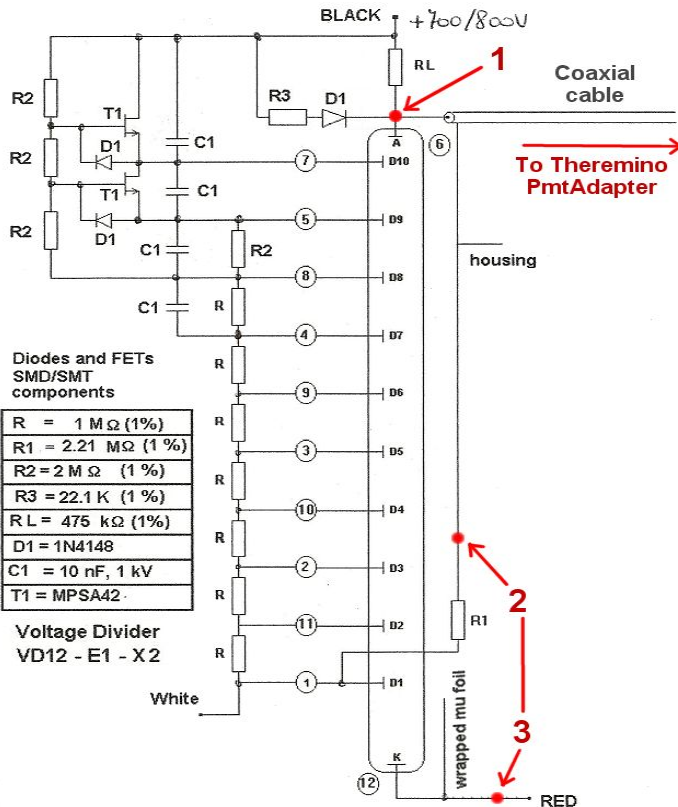 BLACK
+700/800V
RL
1
Coaxial
cable
R2
T1
R3
D1
A
6
C1
To Theremino
PmtAdapter
D1
7
D10
R2
T1
C1
5
D9
R2
D1
C1
R2
housing
8
D8
C1
R
4
D7
Diodes and FETs
SMD/SMT
components
R
9
D6
R = 1 MΩ (1%)
R1 = 2.21 MΩ (1 %)
R2 = 2 M Ω (1 %)
R3 = 22.1 K (1 %)
RL = 475 kΩ (1%)
D1 = 1N4148
C1 = 10 nF, 1 kV
T1 = MPSA42
R
3
D5
R
10
D4
R
2
D3
2
R
11
D2
R1
Voltage Divider
VD12 - E1 - X2
R
1
D1
White
wrapped mu foil
3
K
12
RED